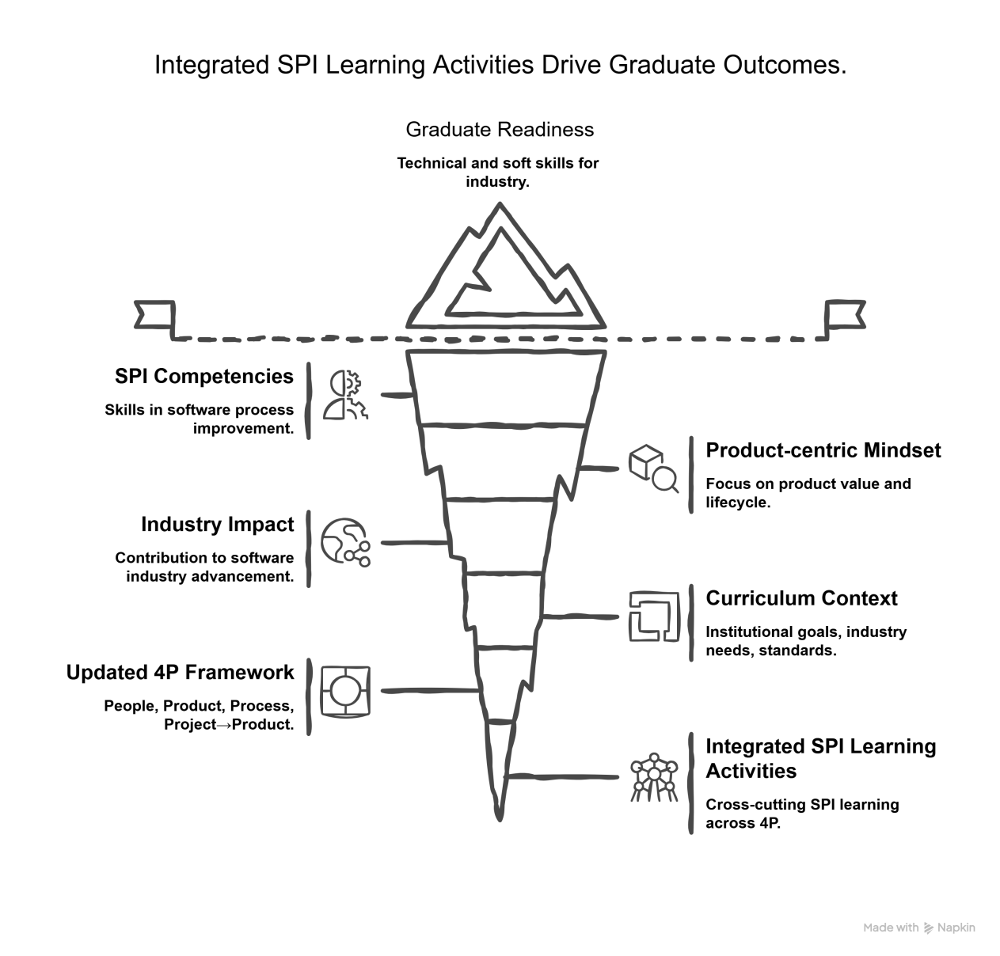 Integrated SPI Learning Activities Drive Graduate Outcomes.
Graduate Readiness
Technical and soft skills for
industry.
SPI Competencies
Skills in software process
improvement.
Product-centric Mindset
Focus on product value and
lifecycle.
Industry Impact
Contribution to software
industry advancement.
Curriculum Context
Institutional goals, industry
needs, standards.
Updated 4P Framework
People, Product, Process,
Project→Product.
Integrated SPI Learning
Activities
Cross-cutting SPI learning
across 4P.
Made with Napkin